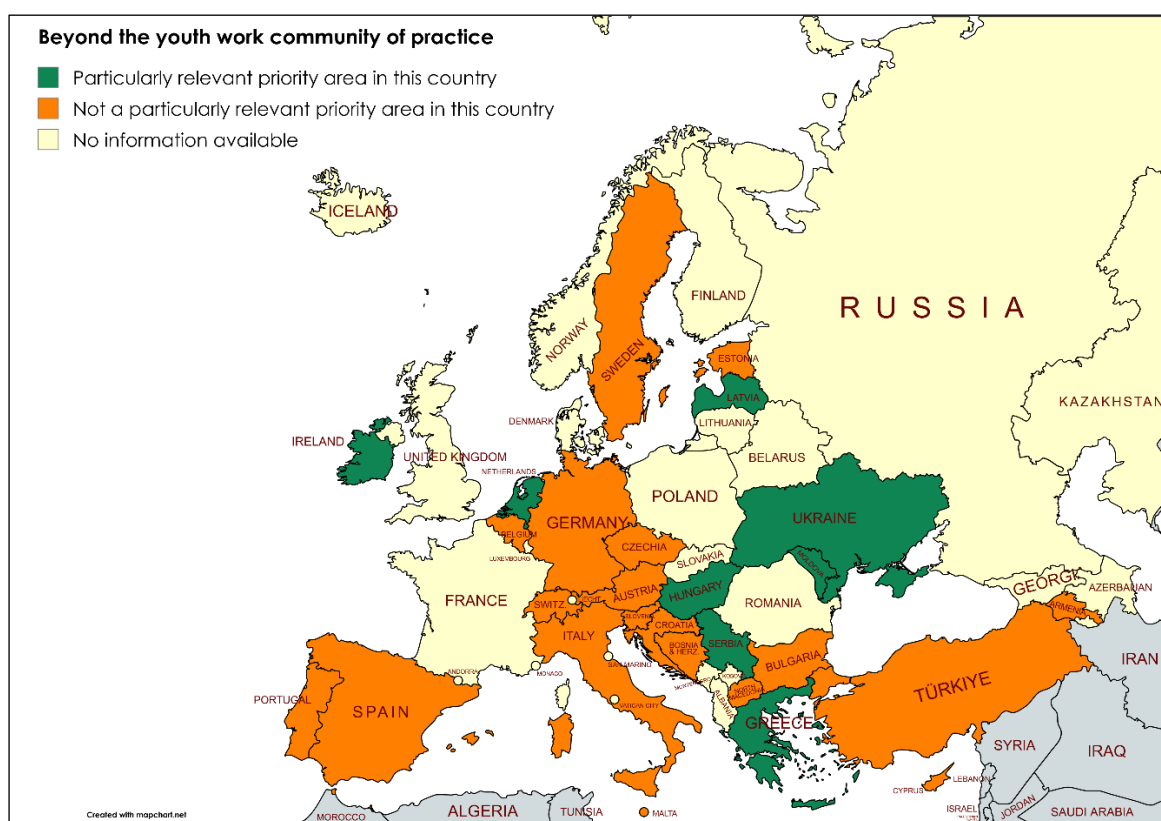 Beyond the youth work community of practice
Particularly relevant priority area in this country
Not a particularly relevant priority area in this country
No information available
ICELAND
RUSSIA
FINLAND
NORWAY
SWEDEN
ESTONIA
LATVIA
KAZAKHSTAN
DENMARK
LITHUANIA
IRELAND
UNITED KINGDOM
BELARUS
NETHERLANDS
POLAND
UKRAINE
GERMANY
BELGIUM
CZECHIA
LUXEMBOURG
SLOVAKIA
MOLDOVA
FRANCE
SWITZ.
LIECHT.
AUSTRIA
HUNGARY
ROMANIA
GEORGI
AZERBAIJAN
ARMENIA
SLOVENIA
CROATIA
ITALY
BOSNIA
& HERZ.
SERBIA
BULGARIA
SAN MARINO
MONACO
ANDORRA
MONTENEGRO
KOSOVO
NORTH
MACEDONIA
ALBANIA
VATICAN CITY
PORTUGAL
SPAIN
GREECE
TÜRKIYE
IRAN
SYRIA
IRAQ
CYPRUS
LEBANON
ISRAEL
JORDAN
SAUDI ARABIA
MALTA
MOROCCO
ALGERIA
TUNISIA
Created with mapchart.net